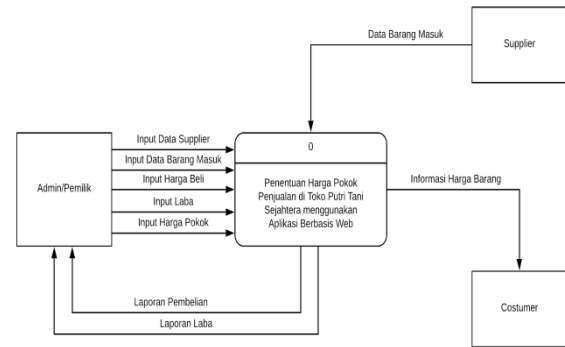 Data Barang Masuk
Supplier
Input Data Supplier
Input Data Barang Masuk
Input Harga Beli
Input Laba
Input Harga Pokok
Admin/Pemilik
0
Penentuan Harga Pokok
Penjualan di Toko Putri Tani
Sejahtera menggunakan
Aplikasi Berbasis Web
Informasi Harga Barang
Laporan Pembelian
Laporan Laba
Costumer